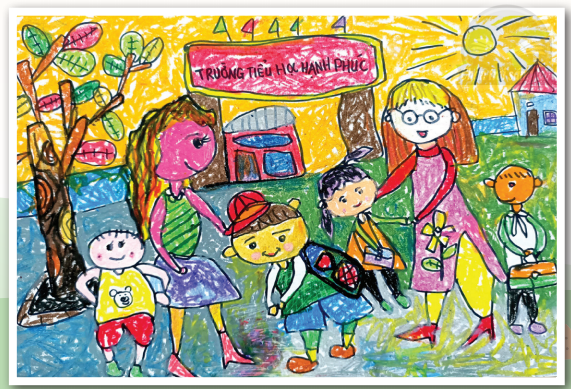 TRƯỜNG TIỂU HỌC HẠNH PHÚC